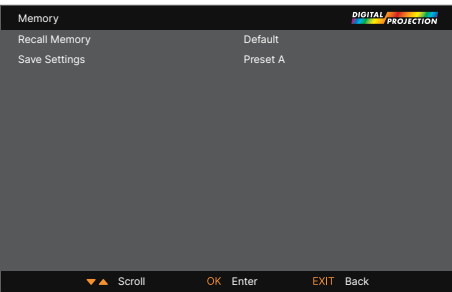 Memory
DIGITAL PROJECTION
Recall Memory Default
Save Settings Preset A
Scroll OK Enter EXIT Back